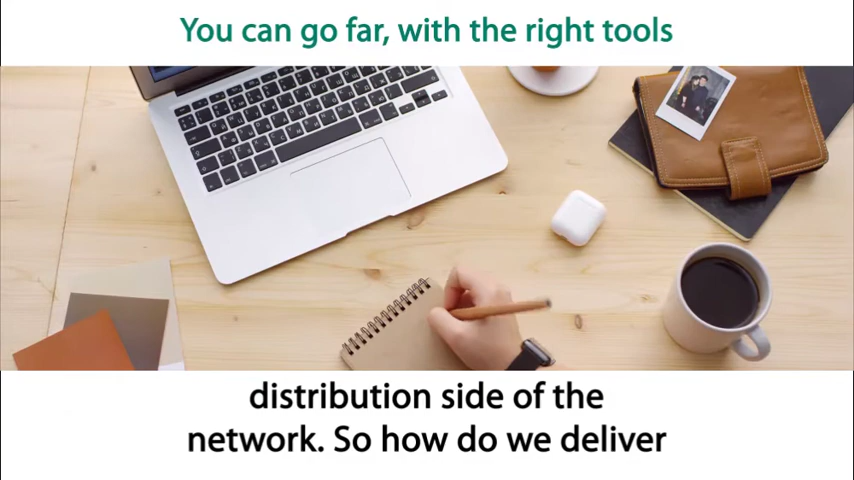 You can go far, with the right tools
distribution side of the
network. So how do we deliver